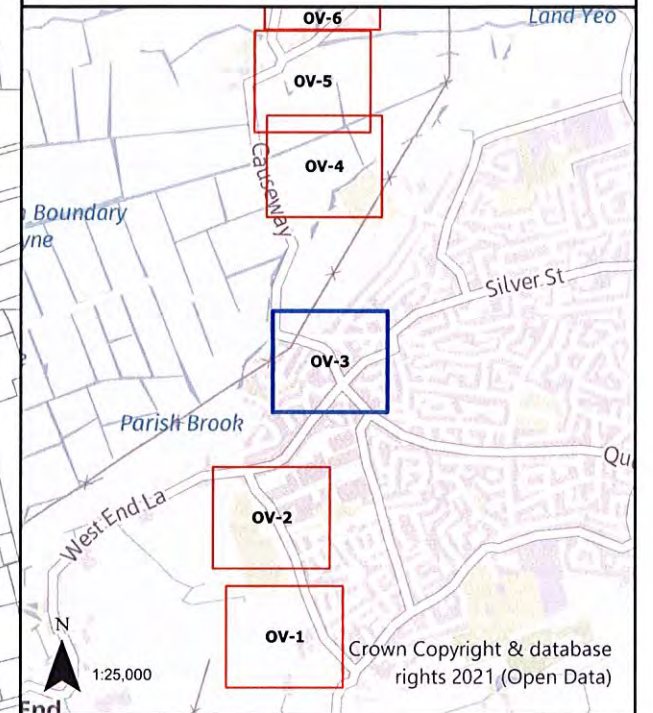 OV-6
Land Yeo
OV-5
OV-4
Causeway
Boundary
yne
Silver St
OV-3
Parish Brook
Qu
West End La
OV-2
OV-1
N
1:25,000
Crown Copyright & database
rights 2021 (Open Data)
End